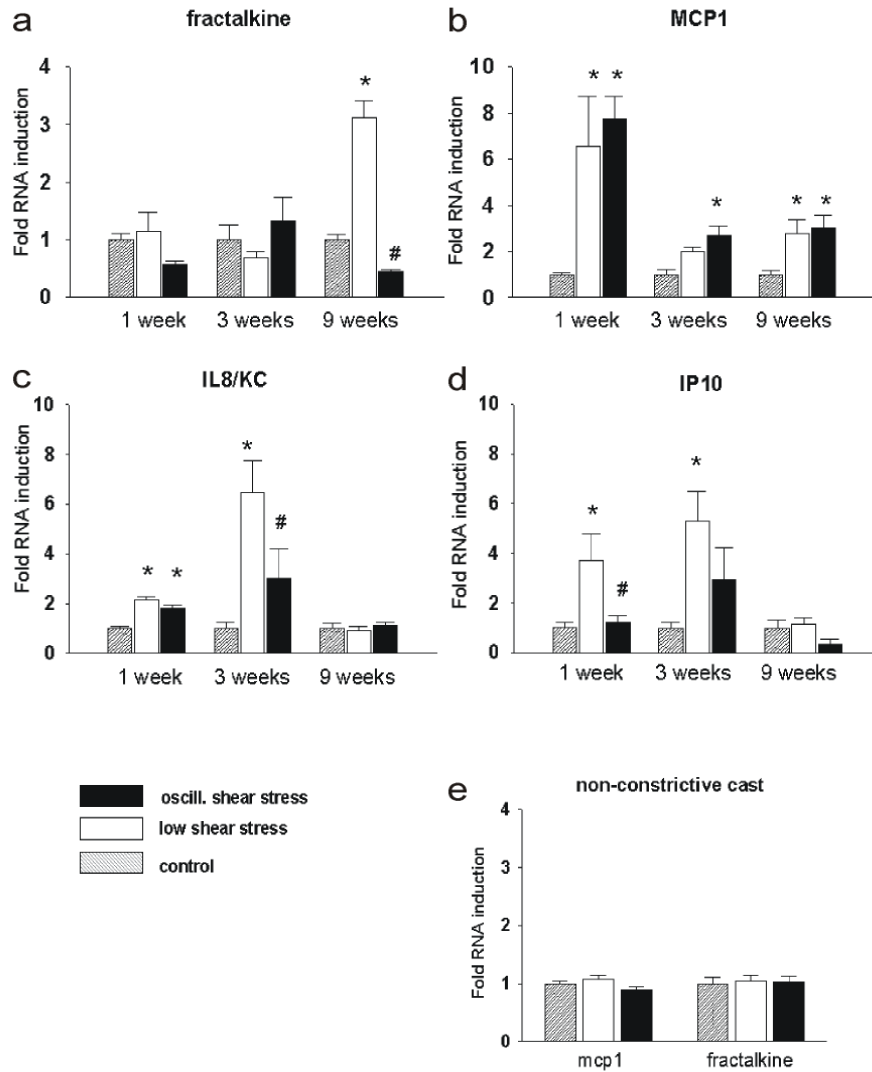 a
fractalkine
Fold RNA induction
4
3
2
1
0
*
#
1 week 3 weeks 9 weeks
b
MCP1
Fold RNA induction
10
8
6
4
2
0
* *
*
* *
1 week 3 weeks 9 weeks
c
IL8/KC
Fold RNA induction
10
8
6
4
2
0
* *
*
#
1 week 3 weeks 9 weeks
d
IP10
Fold RNA induction
10
8
6
4
2
0
*
#
*
1 week 3 weeks 9 weeks
oscill. shear stress
low shear stress
control
e
non-constrictive cast
Fold RNA induction
4
3
2
1
0
mcp1 fractalkine